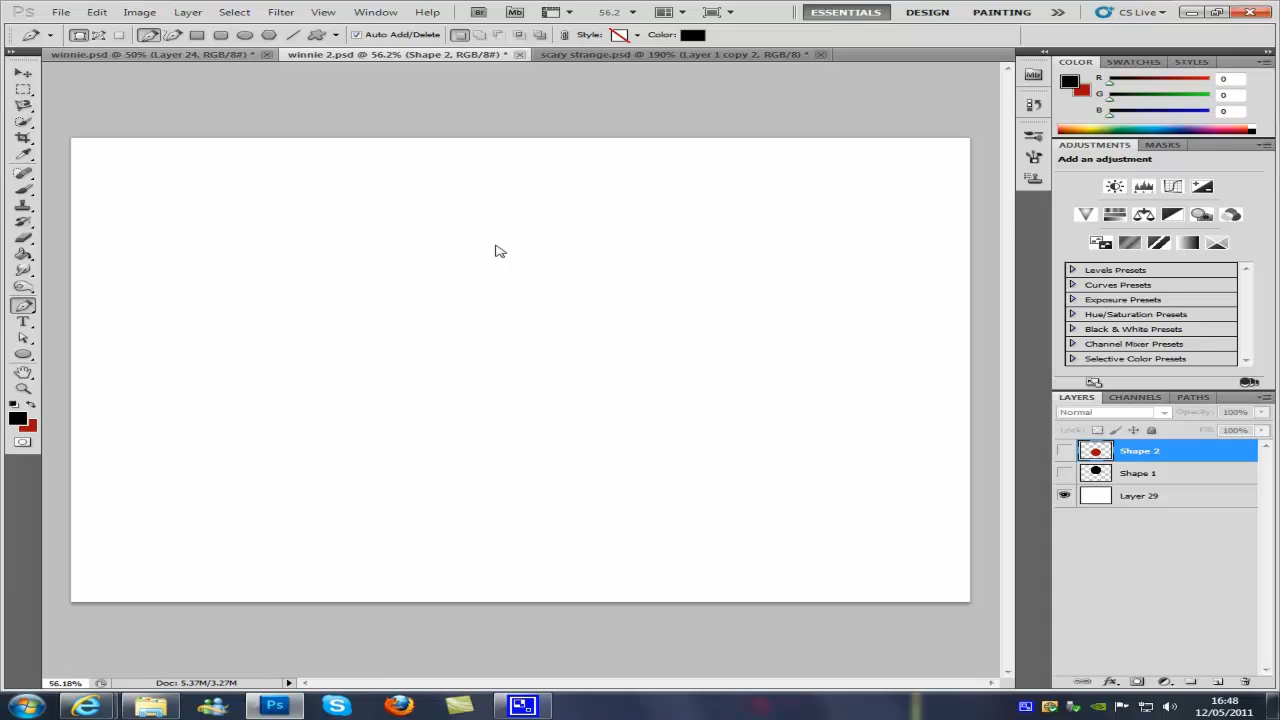 Ps File Edit Image Layer Select Filter View Window Help Br Mb 56.2 ESSENTIALS DESIGN PAINTING CS Live
Auto Add/Delete Style: Color:
winnie.psd @ 50% (Layer 24, RGB/8#) * winnie 2.psd @ 56.2% (Shape 2, RGB/8#) * scary strange.psd @ 190% (Layer 1 copy 2, RGB/8) *
COLOR SWATCHES STYLES
Mb
R 0
G 0
B 0
ADJUSTMENTS MASKS
Add an adjustment
Levels Presets
Curves Presets
Exposure Presets
Hue/Saturation Presets
Black & White Presets
Channel Mixer Presets
Selective Color Presets
LAYERS CHANNELS PATHS
Normal Opacity: 100%
Lock: Fill: 100%
Shape 2
Shape 1
Layer 29
56.18% Doc: 5.37M/3.27M
Ps
16:48
12/05/2011